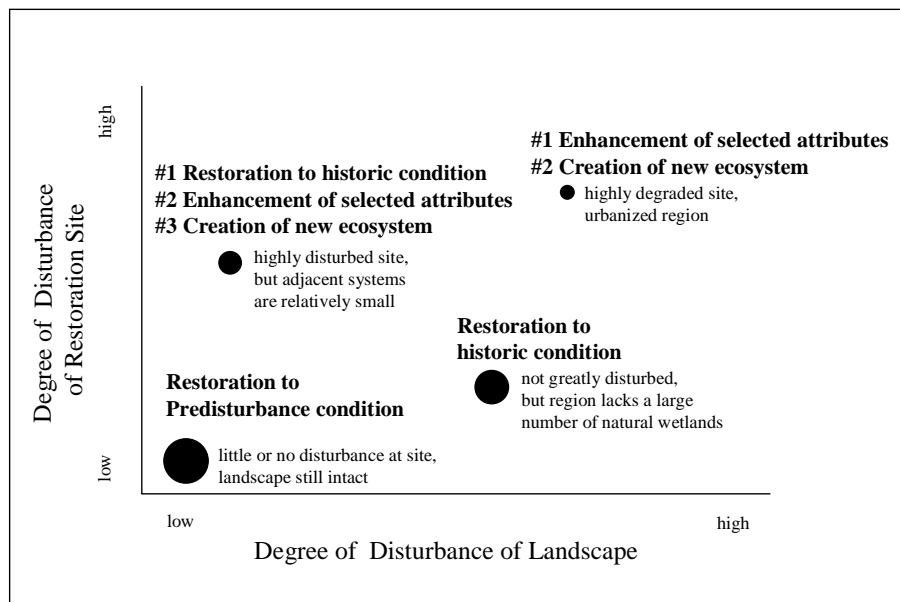 high
low
Degree of Disturbance
of Restoration Site
#1 Restoration to historic condition
#2 Enhancement of selected attributes
#3 Creation of new ecosystem
highly disturbed site,
but adjacent systems
are relatively small
#1 Enhancement of selected attributes
#2 Creation of new ecosystem
highly degraded site,
urbanized region
Restoration to
historic condition
not greatly disturbed,
but region lacks a large
number of natural wetlands
Restoration to
Predisturbance condition
little or no disturbance at site,
landscape still intact
low
high
Degree of Disturbance of Landscape